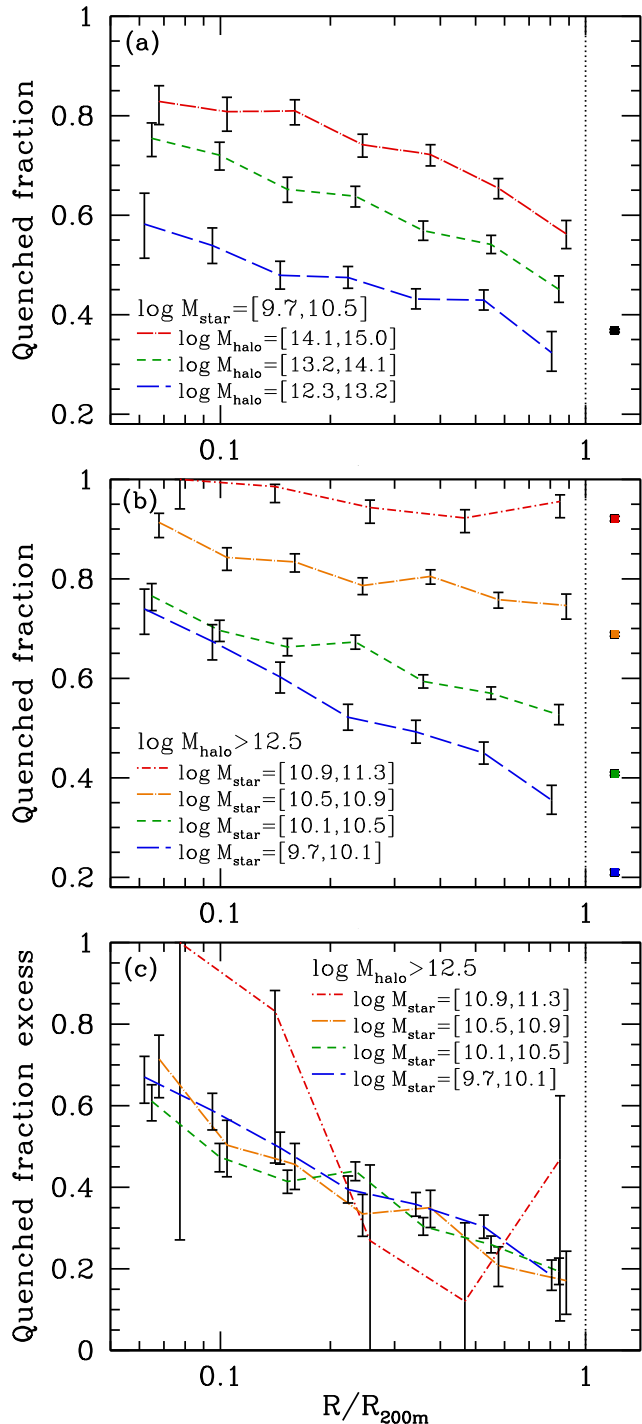 (a)
1
0.8
0.6
0.4
0.2
Quenched fraction
log M_star=[9.7,10.5]
log M_halo=[14.1,15.0]
log M_halo=[13.2,14.1]
log M_halo=[12.3,13.2]
0.1 1
(b)
1
0.8
0.6
0.4
0.2
Quenched fraction
log M_halo>12.5
log M_star=[10.9,11.3]
log M_star=[10.5,10.9]
log M_star=[10.1,10.5]
log M_star=[9.7,10.1]
0.1 1
(c)
1
0.8
0.6
0.4
0.2
0
Quenched fraction excess
log M_halo>12.5
log M_star=[10.9,11.3]
log M_star=[10.5,10.9]
log M_star=[10.1,10.5]
log M_star=[9.7,10.1]
0.1 1
R/R_200m